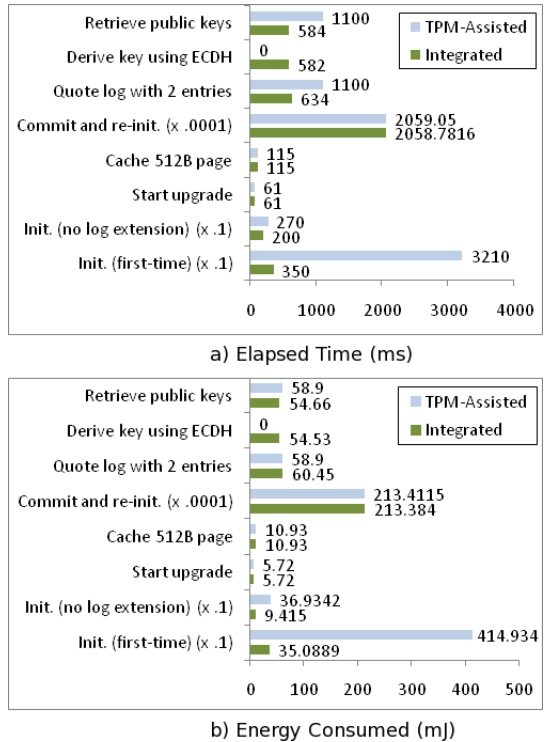 Retrieve public keys 1100
584
TPM-Assisted
Integrated
Derive key using ECDH 0
582
Quote log with 2 entries 1100
634
Commit and re-init. (x .0001) 2059.05
2058.7816
Cache 512B page 115
115
Start upgrade 61
61
Init. (no log extension) (x .1) 270
200
Init. (first-time) (x .1) 3210
350
0 1000 2000 3000 4000
a) Elapsed Time (ms)
Retrieve public keys 58.9
54.66
TPM-Assisted
Integrated
Derive key using ECDH 0
54.53
Quote log with 2 entries 58.9
60.45
Commit and re-init. (x .0001) 213.4115
213.384
Cache 512B page 10.93
10.93
Start upgrade 5.72
5.72
Init. (no log extension) (x .1) 36.9342
9.415
Init. (first-time) (x .1) 414.934
35.0889
0 100 200 300 400 500
b) Energy Consumed (mJ)